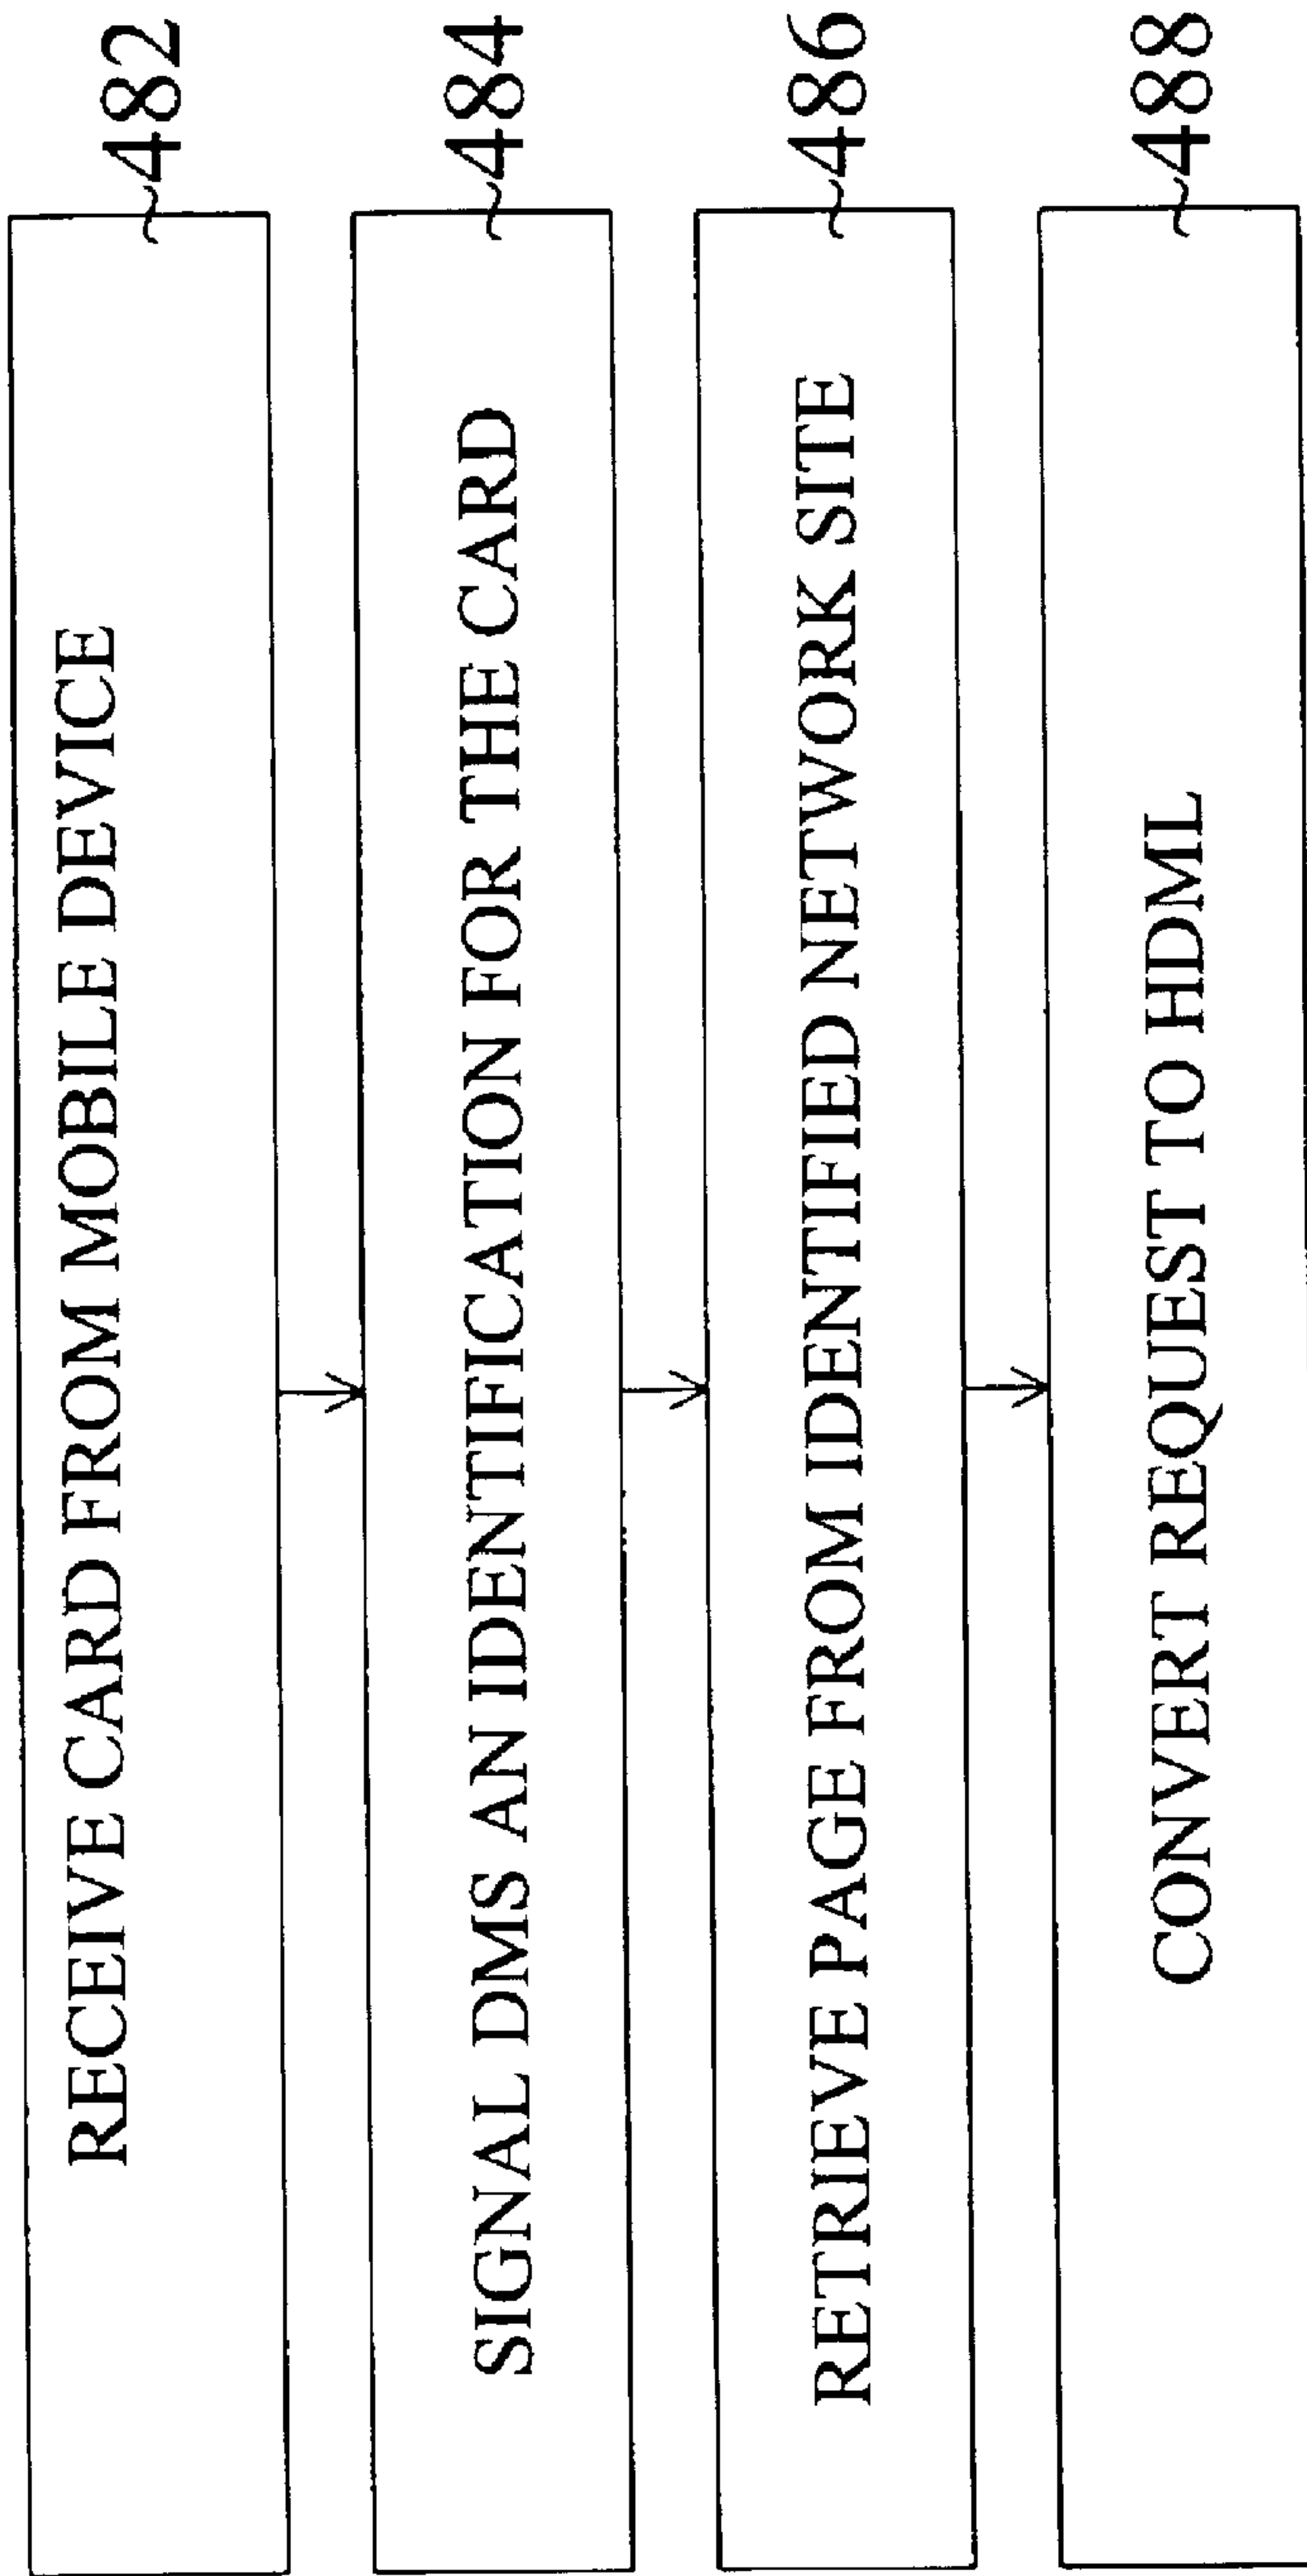 RECEIVE CARD FROM MOBILE DEVICE
~482
SIGNAL DMS AN IDENTIFICATION FOR THE CARD
~484
RETRIEVE PAGE FROM IDENTIFIED NETWORK SITE
~486
CONVERT REQUEST TO HDML
~488